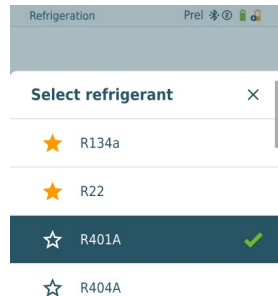 Refrigeration Prel
Select refrigerant
R134a
R22
R401A
R404A